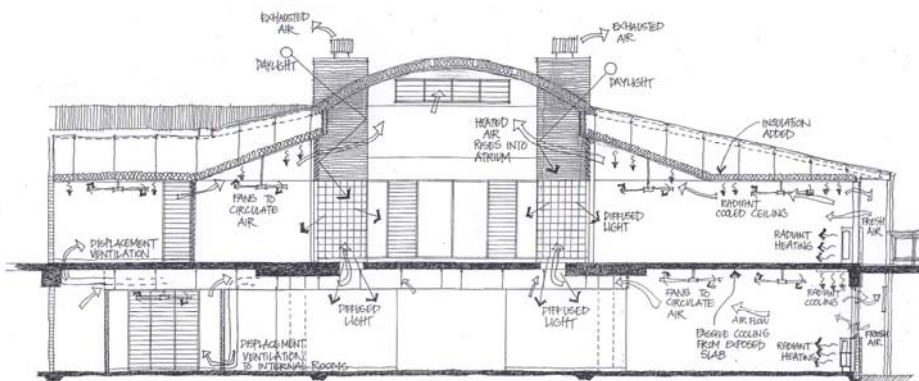 EXHAUSTED
AIR
EXHAUSTED
AIR
DAYLIGHT
DAYLIGHT
HEATED
AIR
RISES INTO
ATRIUM
INSULATION
ADDED
FANS TO
CIRCULATE
AIR
RADIANT
COOLED CEILING
DIFFUSED
LIGHT
FRESH
AIR
RADIANT
HEATING
DISPLACEMENT
VENTILATION
DIFFUSED
LIGHT
DIFFUSED
LIGHT
FANS TO
CIRCULATE
AIR
AIR FLOW
PASSIVE COOLING
FROM EXPOSED
SLAB
RADIANT
COOLING
FRESH
AIR
RADIANT
HEATING
DISPLACEMENT
VENTILATION
TO INTERNAL ROOMS